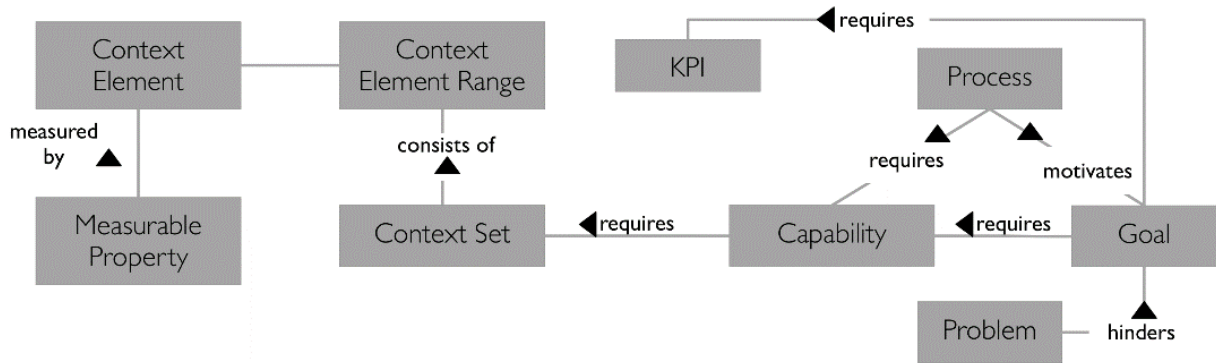 requires
Context
Element
Context
Element Range
KPI
Process
measured
by
consists of
requires
motivates
Measurable
Property
Context Set
requires
Capability
requires
Goal
Problem
hinders